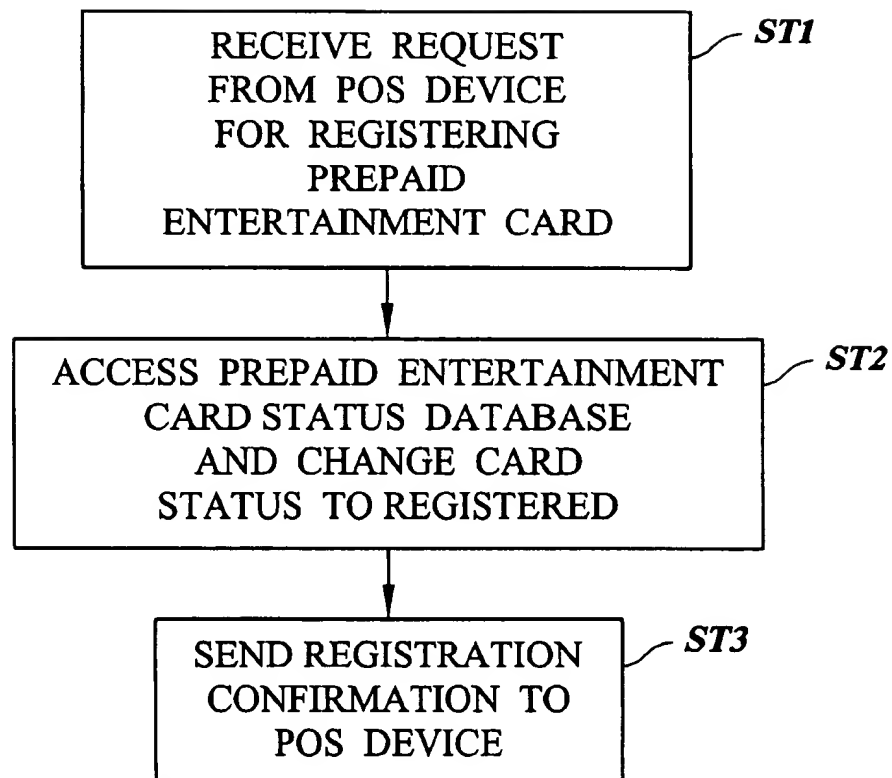 RECEIVE REQUEST
FROM POS DEVICE
FOR REGISTERING
PREPAID
ENTERTAINMENT CARD
ST1
ACCESS PREPAID ENTERTAINMENT
CARD STATUS DATABASE
AND CHANGE CARD
STATUS TO REGISTERED
ST2
SEND REGISTRATION
CONFIRMATION TO
POS DEVICE
ST3